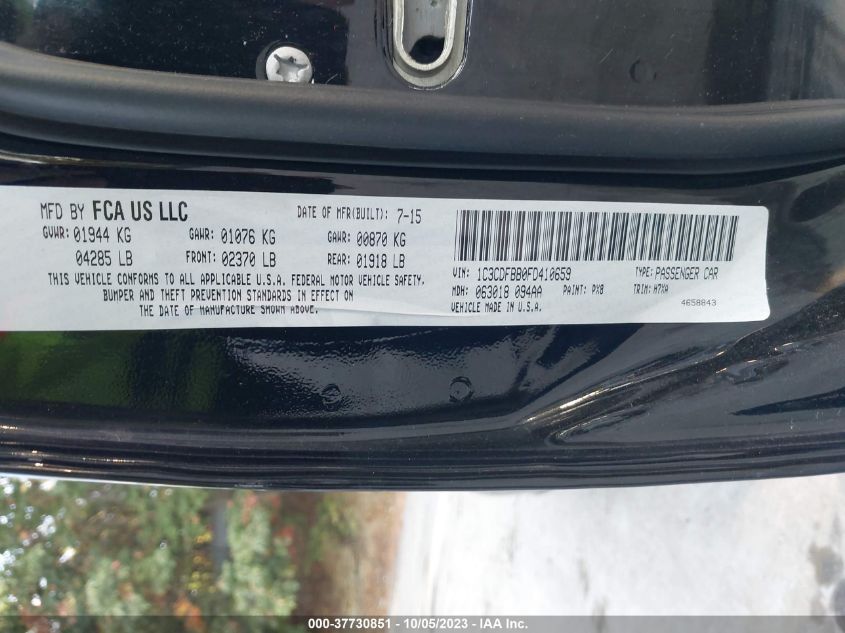 MFD BY FCA US LLC DATE OF MFR(BUILT): 7-15
GVWR: 01944 KG GAWR: 01076 KG GAWR: 00870 KG
04285 LB FRONT: 02370 LB REAR: 01918 LB
THIS VEHICLE CONFORMS TO ALL APPLICABLE U.S.A. FEDERAL MOTOR VEHICLE SAFETY,
BUMPER AND THEFT PREVENTION STANDARDS IN EFFECT ON
THE DATE OF MANUFACTURE SHOWN ABOVE.
VIN: 1C3CDFBB0FD410659 TYPE: PASSENGER CAR
MDH: 063018 094AA PAINT: PX8 TRIM: H7XA
VEHICLE MADE IN U.S.A. 4658843
000-37730851 - 10/05/2023 - IAA Inc.